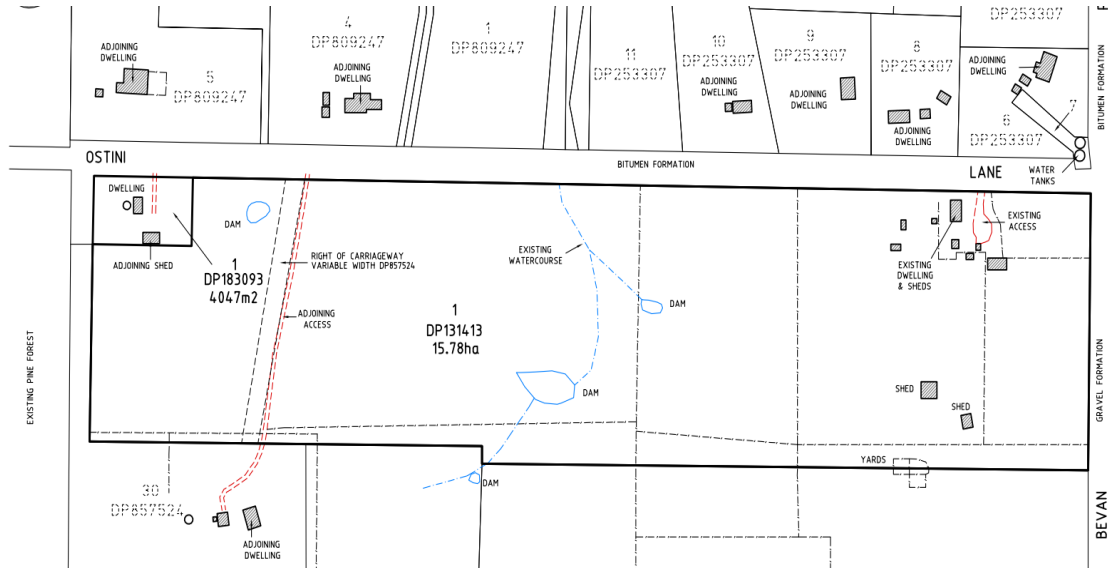 4
DP809247
1
DP809247
DP253307
ADJOINING
DWELLING
5
DP809247
ADJOINING
DWELLING
11
DP253307
10
DP253307
ADJOINING
DWELLING
9
DP253307
ADJOINING
DWELLING
8
DP253307
ADJOINING
DWELLING
ADJOINING
DWELLING
7
6
DP253307
BITUMEN FORMATION
OSTINI
BITUMEN FORMATION
LANE
WATER
TANKS
DWELLING
ADJOINING SHED
DAM
1
DP183093
4047m2
RIGHT OF CARRIAGEWAY
VARIABLE WIDTH DP857524
ADJOINING
ACCESS
EXISTING
WATERCOURSE
DAM
1
DP131413
15.78ha
DAM
EXISTING
ACCESS
EXISTING
DWELLING
& SHEDS
SHED
SHED
EXISTING PINE FOREST
GRAVEL FORMATION
YARDS
DAM
30
DP857524
ADJOINING
DWELLING
BEVAN